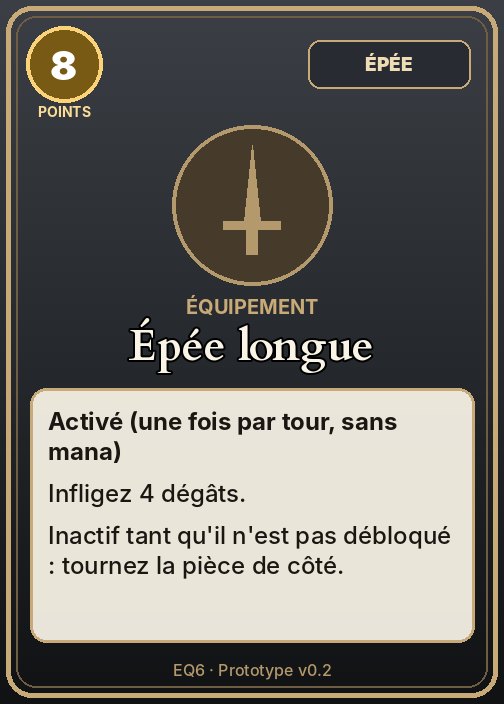 8
POINTS
ÉPÉE
ÉQUIPEMENT
Épée longue
Activé (une fois par tour, sans
mana)
Infligez 4 dégâts.
Inactif tant qu'il n'est pas débloqué
: tournez la pièce de côté.
EQ6 · Prototype v0.2